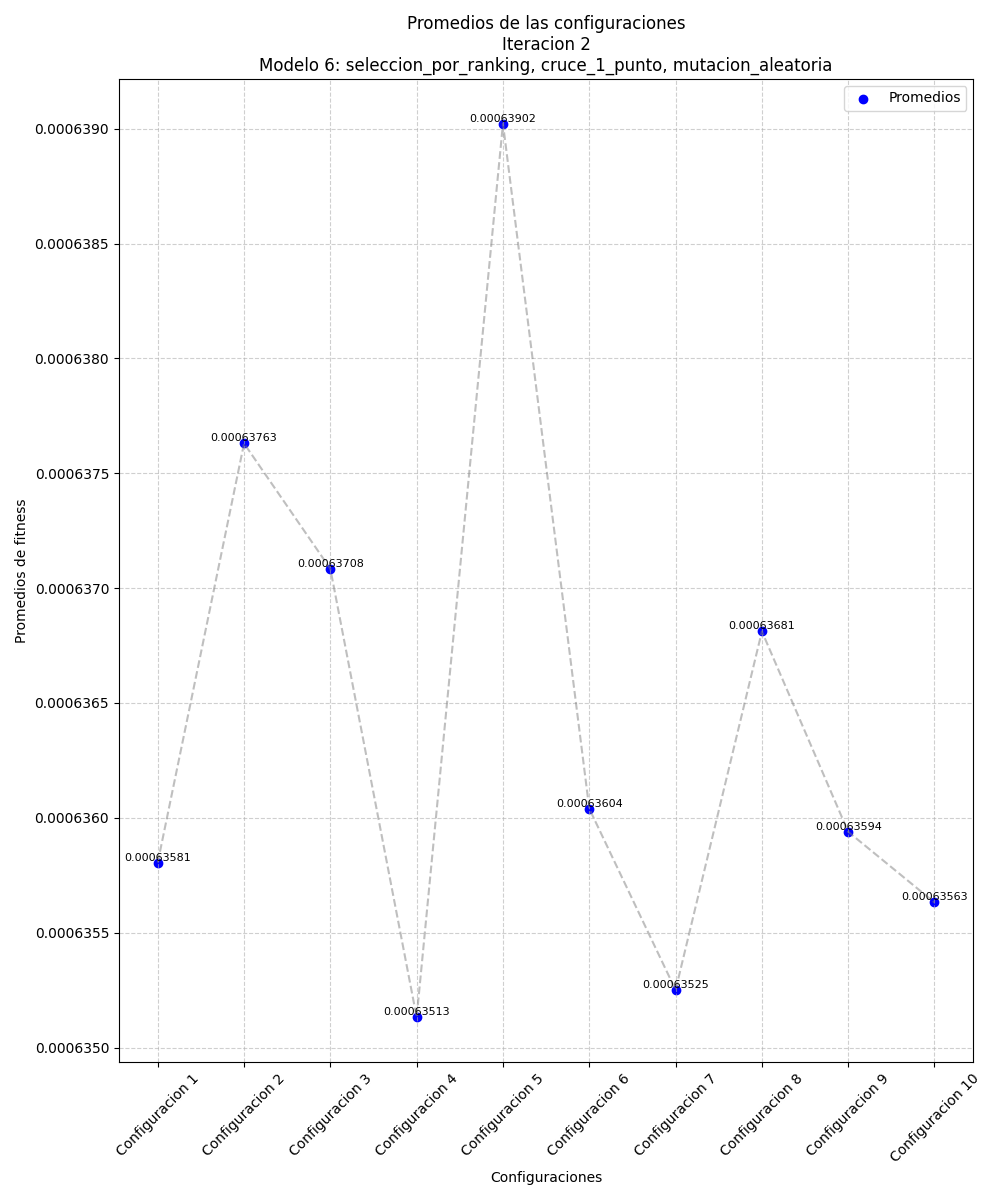 Promedios de las configuraciones
Iteracion 2
Modelo 6: seleccion_por_ranking, cruce_1_punto, mutacion_aleatoria
Promedios
0.0006390
0.0006385
0.0006380
0.0006375
0.0006370
0.0006365
0.0006360
0.0006355
0.0006350
Promedios de fitness
0.00063581
0.00063763
0.00063708
0.00063513
0.00063902
0.00063604
0.00063525
0.00063681
0.00063594
0.00063563
Configuracion 1
Configuracion 2
Configuracion 3
Configuracion 4
Configuracion 5
Configuracion 6
Configuracion 7
Configuracion 8
Configuracion 9
Configuracion 10
Configuraciones